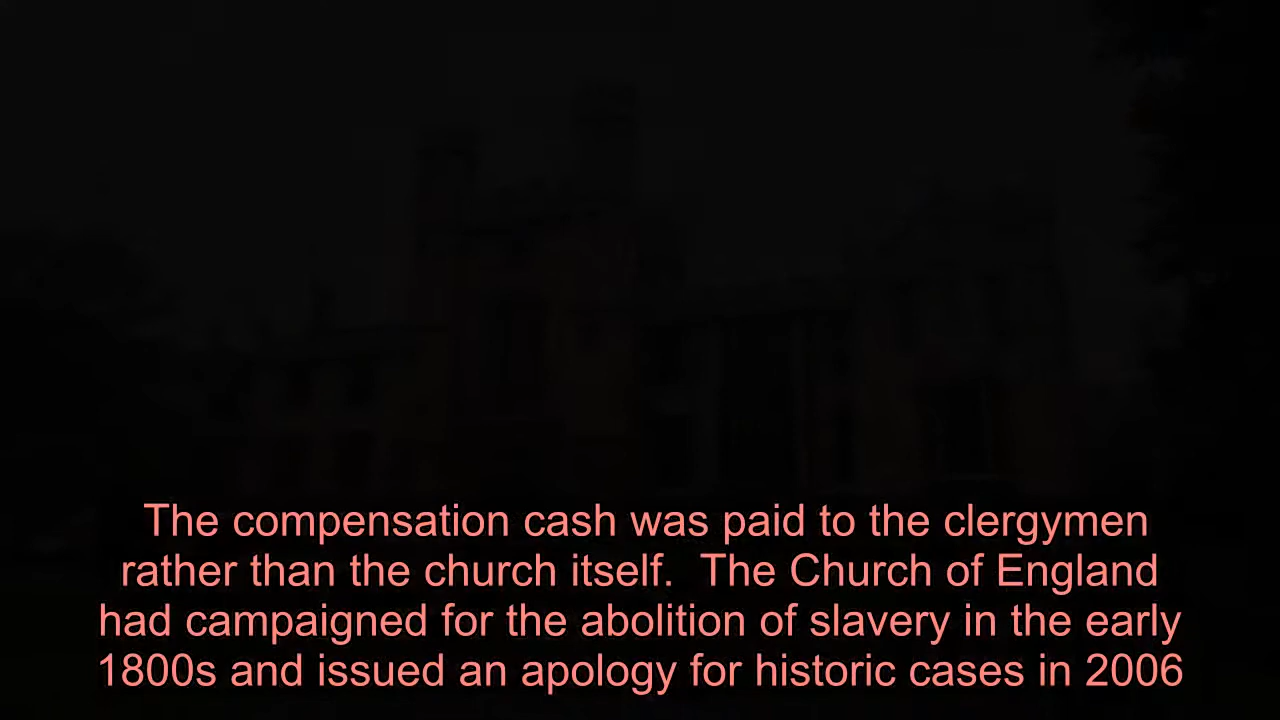 The compensation cash was paid to the clergymen
rather than the church itself.  The Church of England
had campaigned for the abolition of slavery in the early
1800s and issued an apology for historic cases in 2006